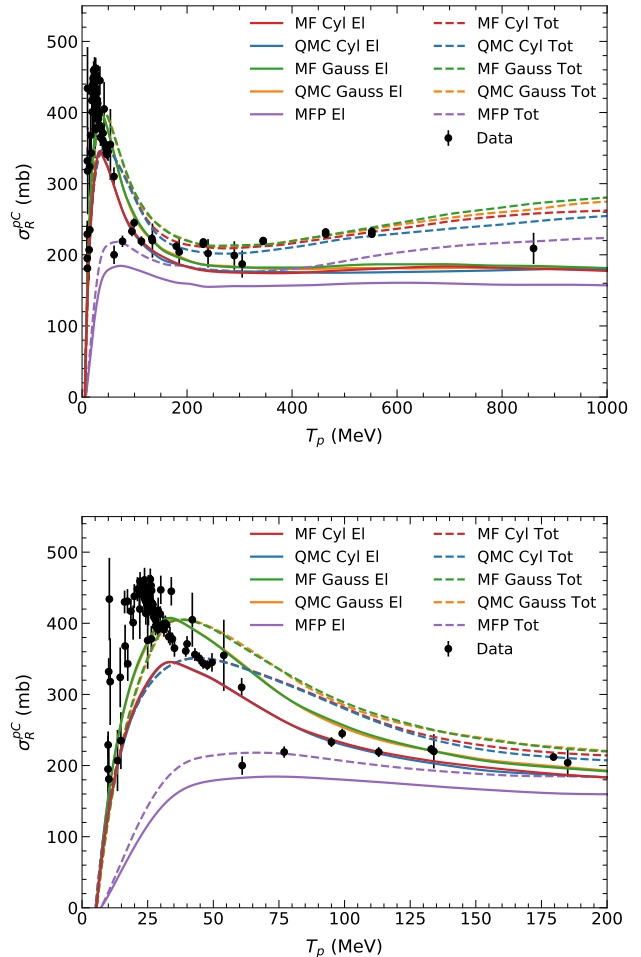 MF Cyl El MF Cyl Tot
QMC Cyl El QMC Cyl Tot
MF Gauss El MF Gauss Tot
QMC Gauss El QMC Gauss Tot
MFP El MFP Tot
Data
500
400
300
200
100
0
σ_R^{pC} (mb)
0 200 400 600 800 1000
T_p (MeV)
MF Cyl El MF Cyl Tot
QMC Cyl El QMC Cyl Tot
MF Gauss El MF Gauss Tot
QMC Gauss El QMC Gauss Tot
MFP El MFP Tot
Data
500
400
300
200
100
0
σ_R^{pC} (mb)
0 25 50 75 100 125 150 175 200
T_p (MeV)